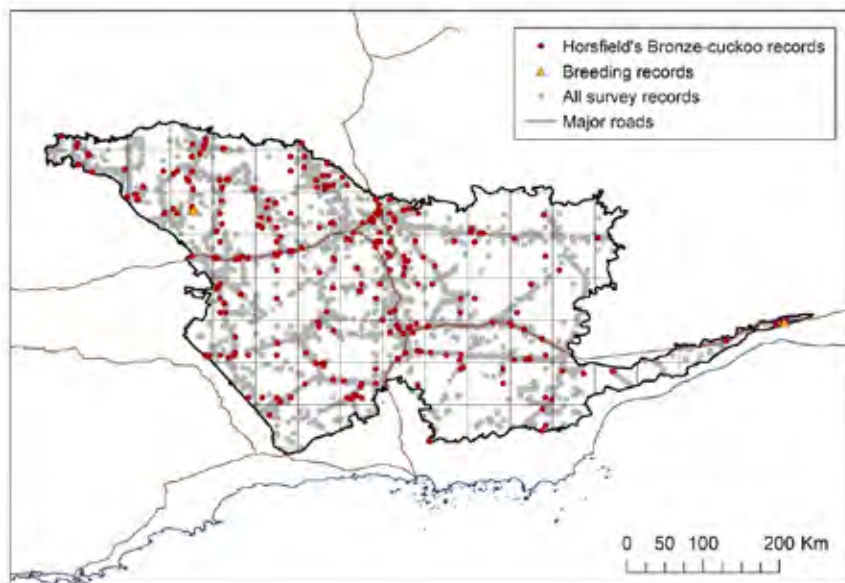 Horsfield's Bronze-cuckoo records
Breeding records
All survey records
Major roads
0 50 100 200 Km